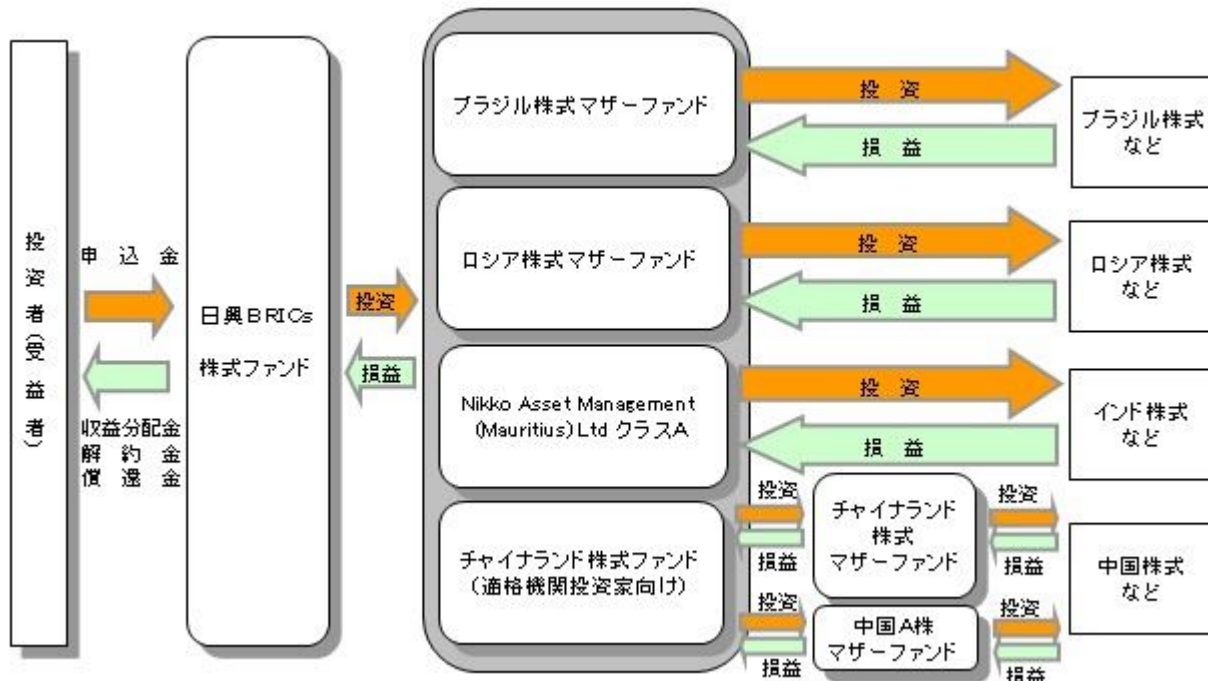 投資者(受益者)
申込金
収益分配金
解約金
償還金
日興BRICs
株式ファンド
投資
損益
ブラジル株式マザーファンド
投資
損益
ブラジル株式
など
ロシア株式マザーファンド
投資
損益
ロシア株式
など
Nikko Asset Management
(Mauritius)Ltd クラスA
投資
損益
インド株式
など
チャイナランド株式ファンド
(適格機関投資家向け)
投資
損益
チャイナランド
株式
マザーファンド
投資
損益
投資
損益
中国A株
マザーファンド
投資
損益
中国株式
など